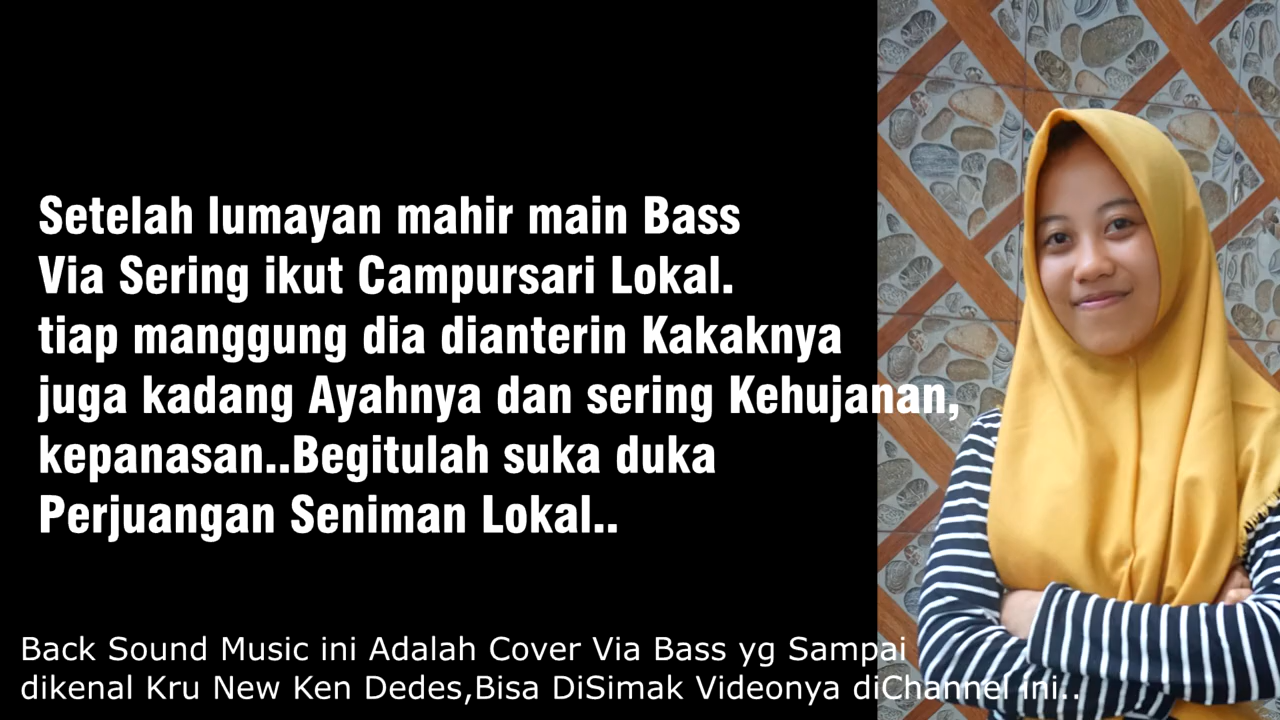 Setelah lumayan mahir main Bass
Via Sering ikut Campursari Lokal.
tiap manggung dia dianterin Kakaknya
juga kadang Ayahnya dan sering Kehujanan,
kepanasan..Begitulah suka duka
Perjuangan Seniman Lokal..
Back Sound Music ini Adalah Cover Via Bass yg Sampai
dikenal Kru New Ken Dedes,Bisa DiSimak Videonya diChannel ini..